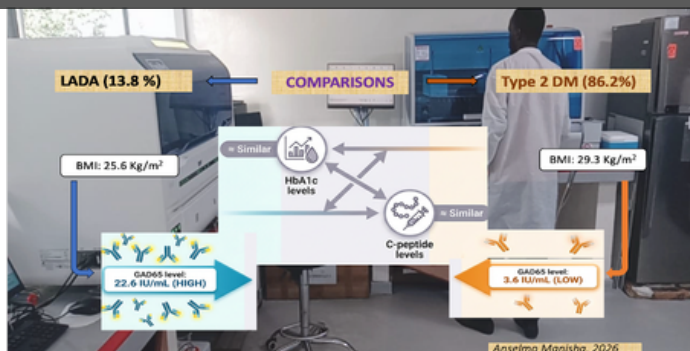 LADA (13.8 %)
COMPARISONS
Type 2 DM (86.2%)
BMI: 25.6 Kg/m²
BMI: 29.3 Kg/m²
≈ Similar
HbA1c
levels
≈ Similar
C-peptide
levels
GAD65 level:
22.6 IU/mL (HIGH)
GAD65 level:
3.6 IU/mL (LOW)
Anselmo Manisha, 2026